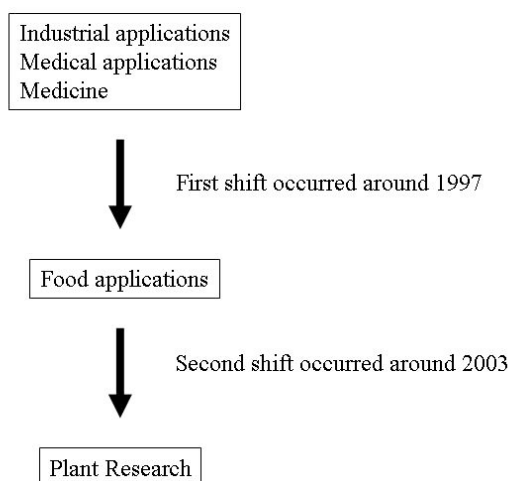 Industrial applications
Medical applications
Medicine
First shift occurred around 1997
Food applications
Second shift occurred around 2003
Plant Research